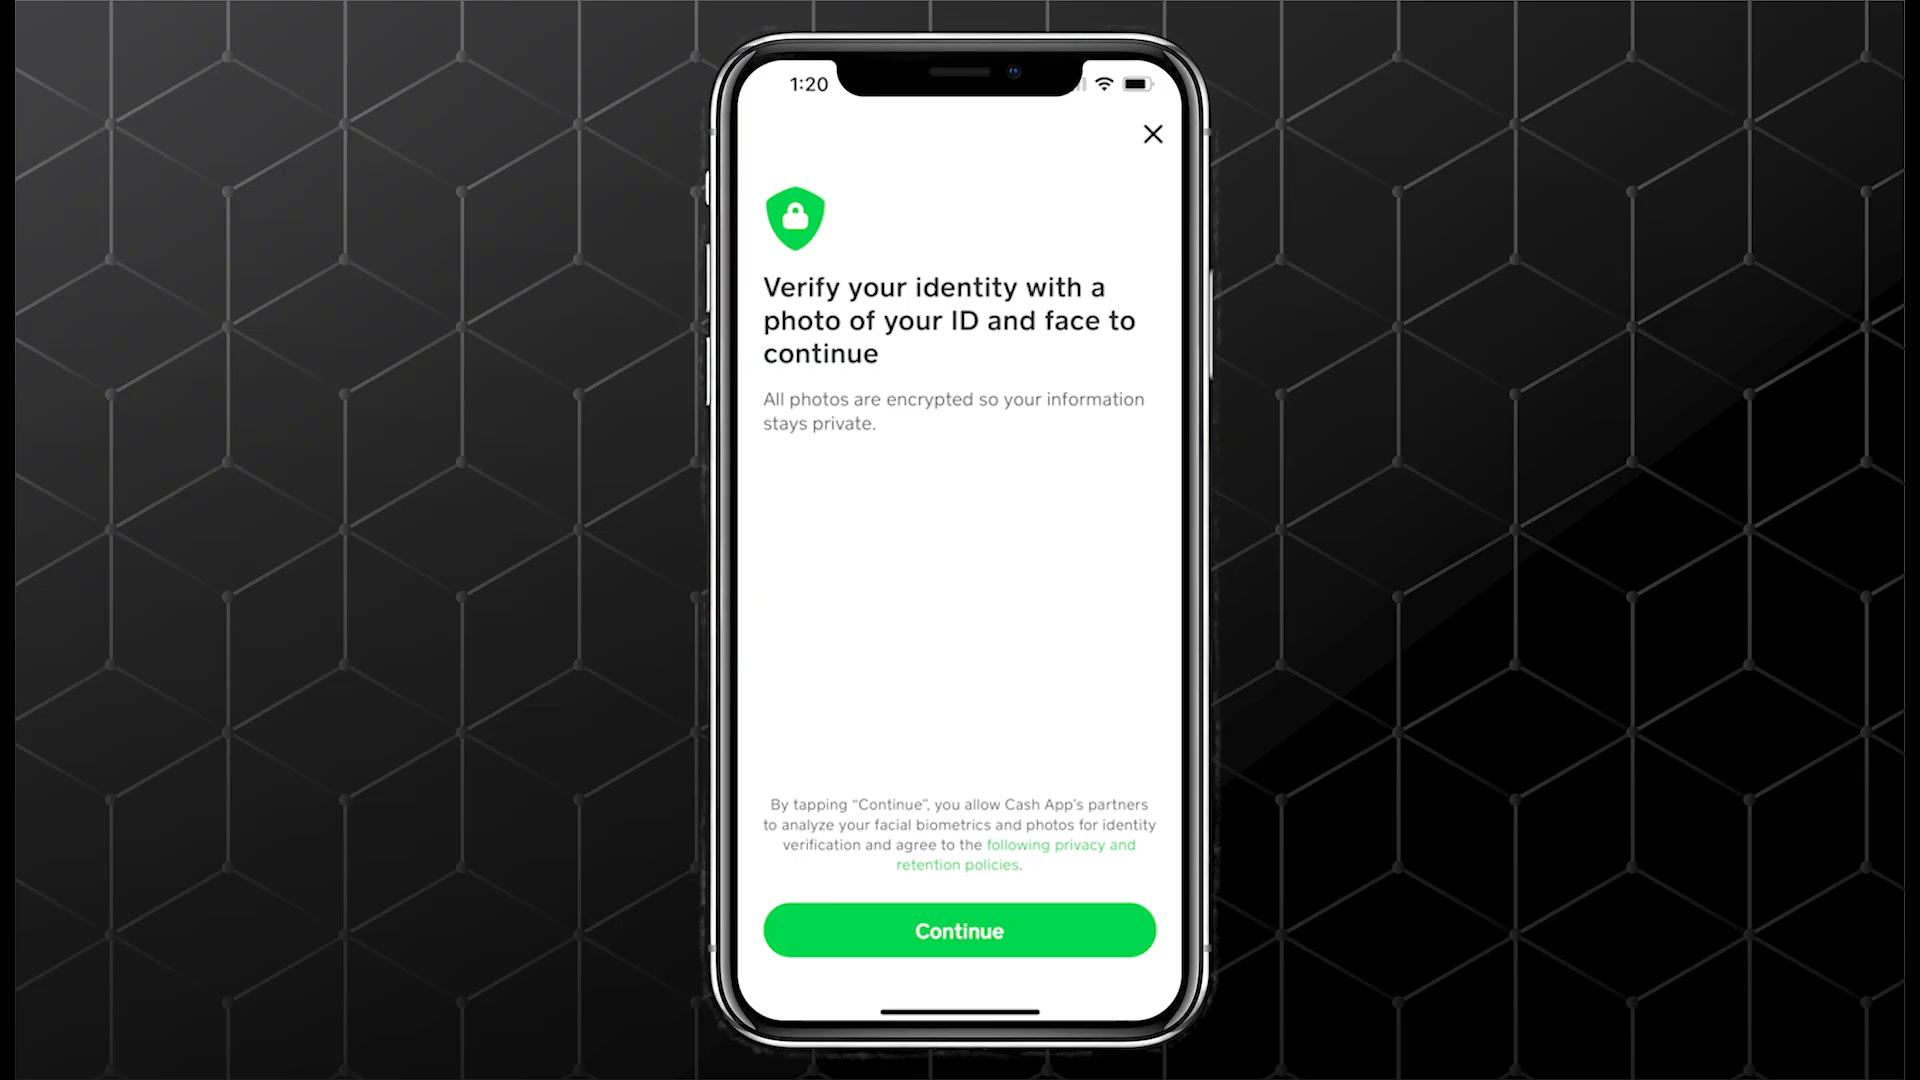 1:20
Verify your identity with a
photo of your ID and face to
continue
All photos are encrypted so your information
stays private.
By tapping “Continue”, you allow Cash App’s partners
to analyze your facial biometrics and photos for identity
verification and agree to the following privacy and
retention policies.
Continue